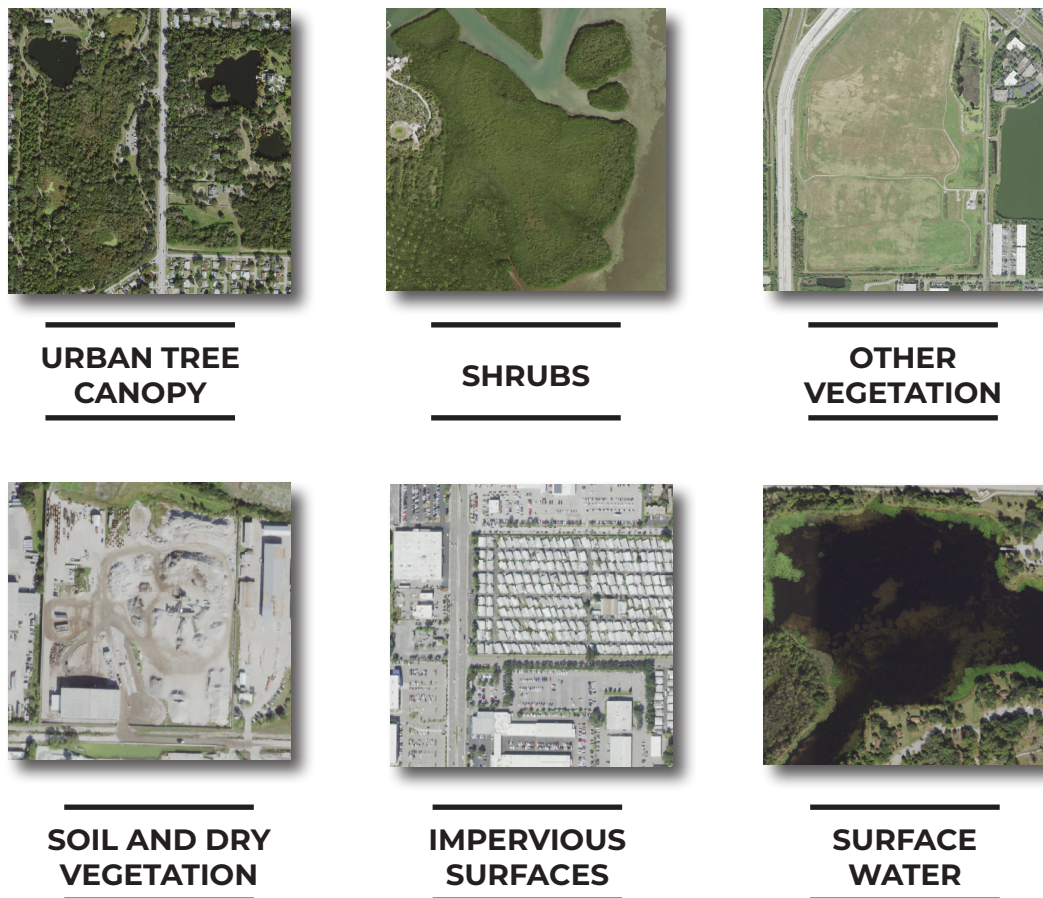 URBAN TREE
CANOPY
SHRUBS
OTHER
VEGETATION
SOIL AND DRY
VEGETATION
IMPERVIOUS
SURFACES
SURFACE
WATER